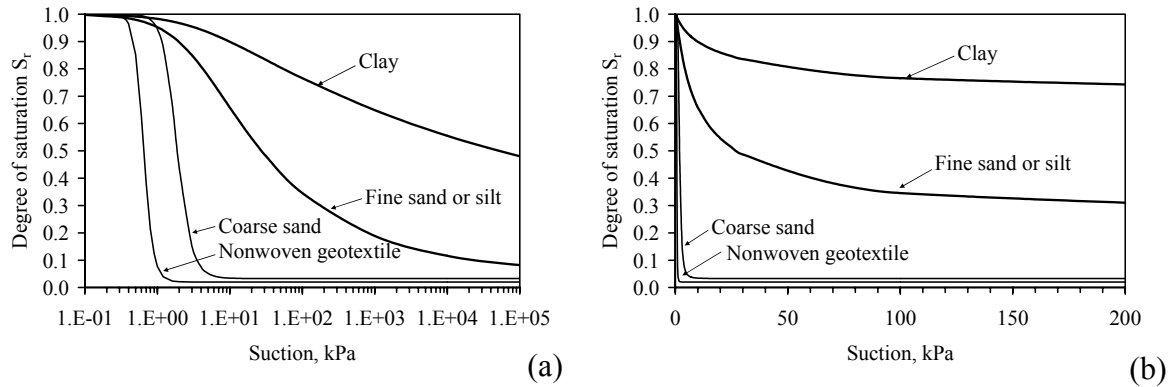 Degree of saturation Sr
1.0
0.9
0.8
0.7
0.6
0.5
0.4
0.3
0.2
0.1
0.0
Clay
Fine sand or silt
Coarse sand
Nonwoven geotextile
1.E-01 1.E+00 1.E+01 1.E+02 1.E+03 1.E+04 1.E+05
Suction, kPa
(a)
Degree of saturation Sr
1.0
0.9
0.8
0.7
0.6
0.5
0.4
0.3
0.2
0.1
0.0
Clay
Fine sand or silt
Coarse sand
Nonwoven geotextile
0 50 100 150 200
Suction, kPa
(b)